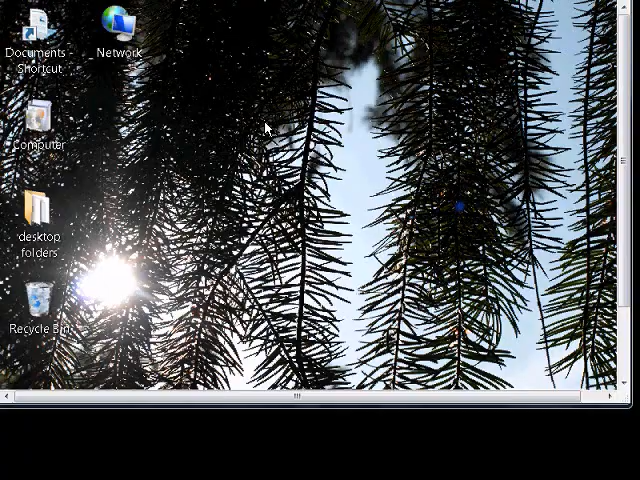 Documents -
Shortcut
Network
Computer
desktop
folders
Recycle Bin